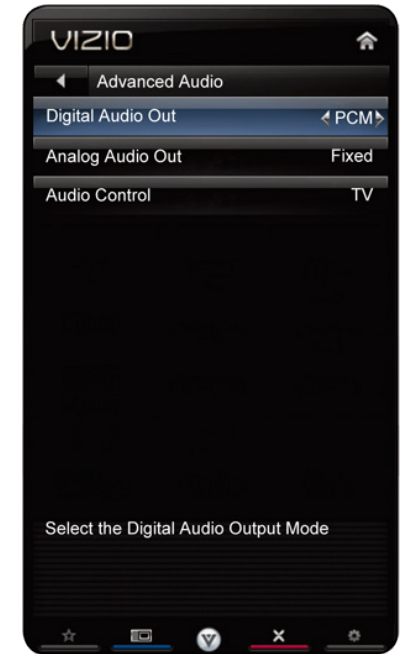 VIZIO
Advanced Audio
Digital Audio Out PCM
Analog Audio Out Fixed
Audio Control TV
Select the Digital Audio Output Mode
V